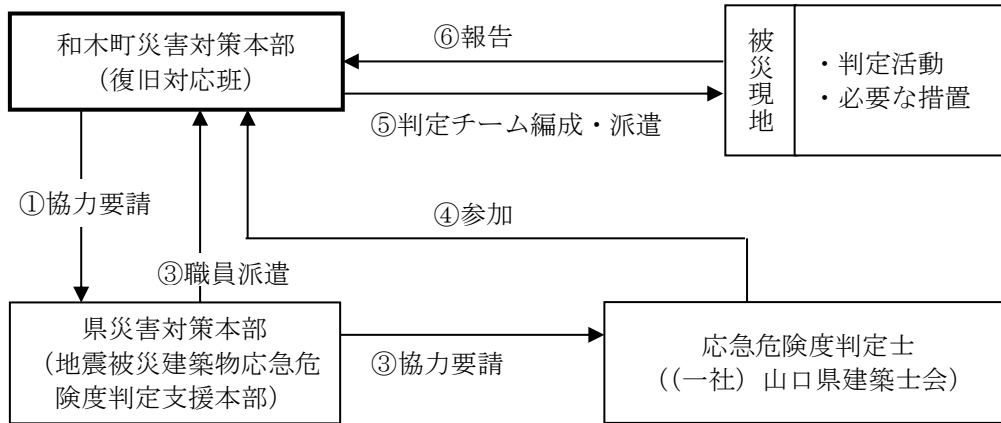 和木町災害対策本部
（復旧対応班）
⑥報告
被災現地
・判定活動
・必要な措置
⑤判定チーム編成・派遣
①協力要請
④参加
③職員派遣
県災害対策本部
（地震被災建築物応急危
険度判定支援本部）
③協力要請
応急危険度判定士
（(一社）山口県建築士会）